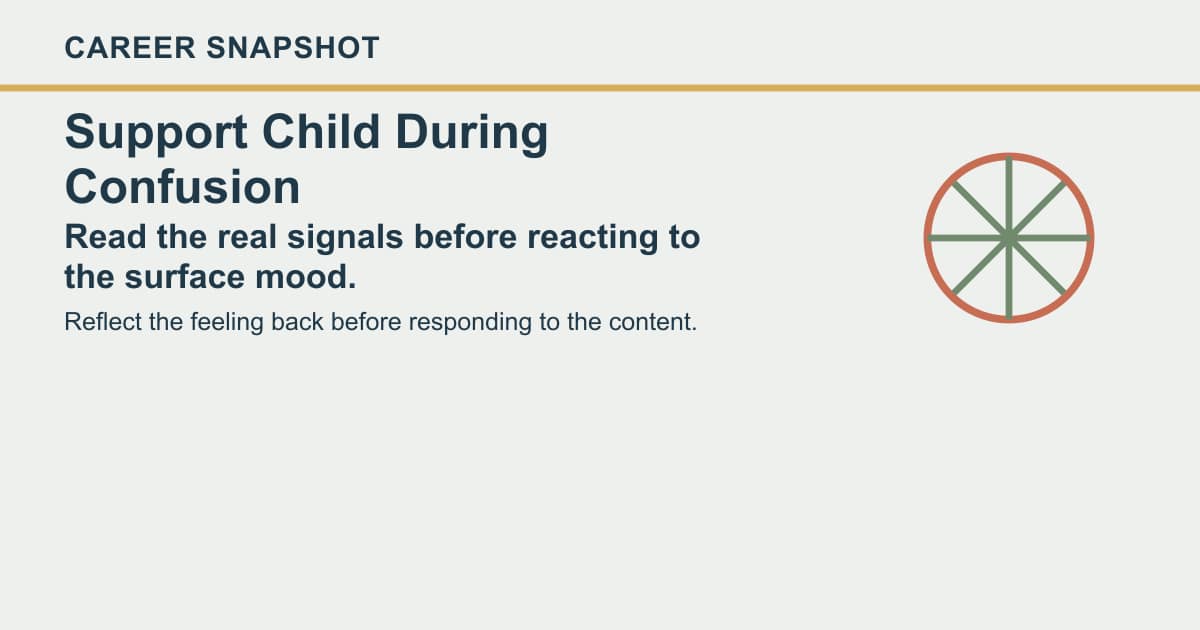 CAREER SNAPSHOT
Support Child During
Confusion
Read the real signals before reacting to
the surface mood.
Reflect the feeling back before responding to the content.